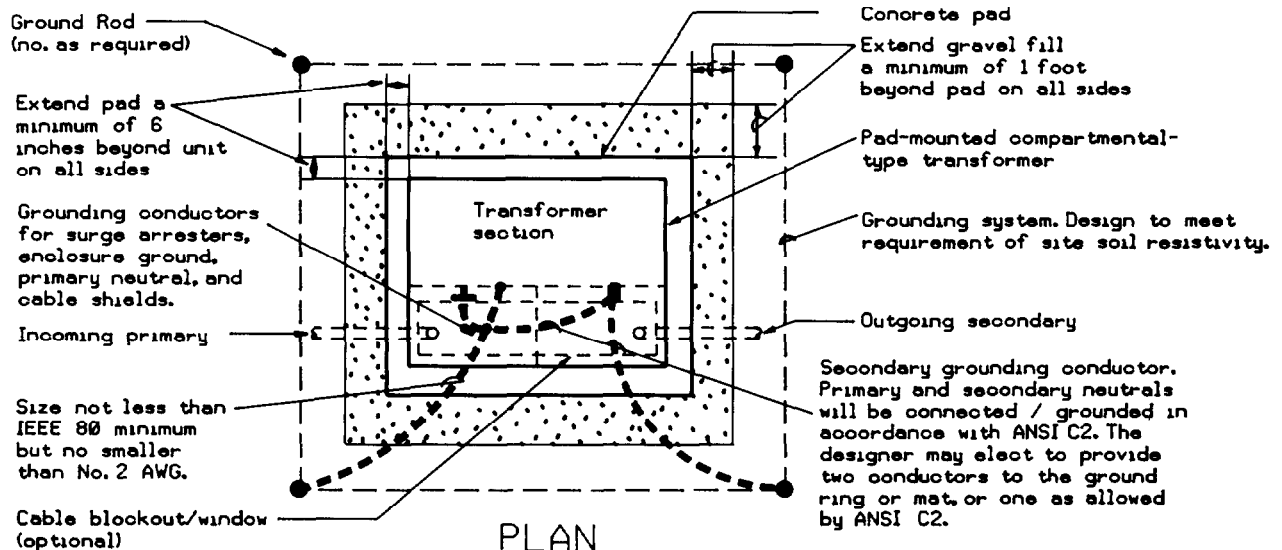 Ground Rod
(no. as required)
Extend pad a
minimum of 6
inches beyond unit
on all sides
Grounding conductors
for surge arresters,
enclosure ground,
primary neutral, and
cable shields.
Incoming primary
Size not less than
IEEE 80 minimum
but no smaller
than No. 2 AWG.
Cable blockout/window
(optional)
Transformer
section
PLAN
Concrete pad
Extend gravel fill
a minimum of 1 foot
beyond pad on all sides
Pad-mounted compartmental-
type transformer
Grounding system. Design to meet
requirement of site soil resistivity.
Outgoing secondary
Secondary grounding conductor.
Primary and secondary neutrals
will be connected / grounded in
accordance with ANSI C2. The
designer may elect to provide
two conductors to the ground
ring or mat, or one as allowed
by ANSI C2.